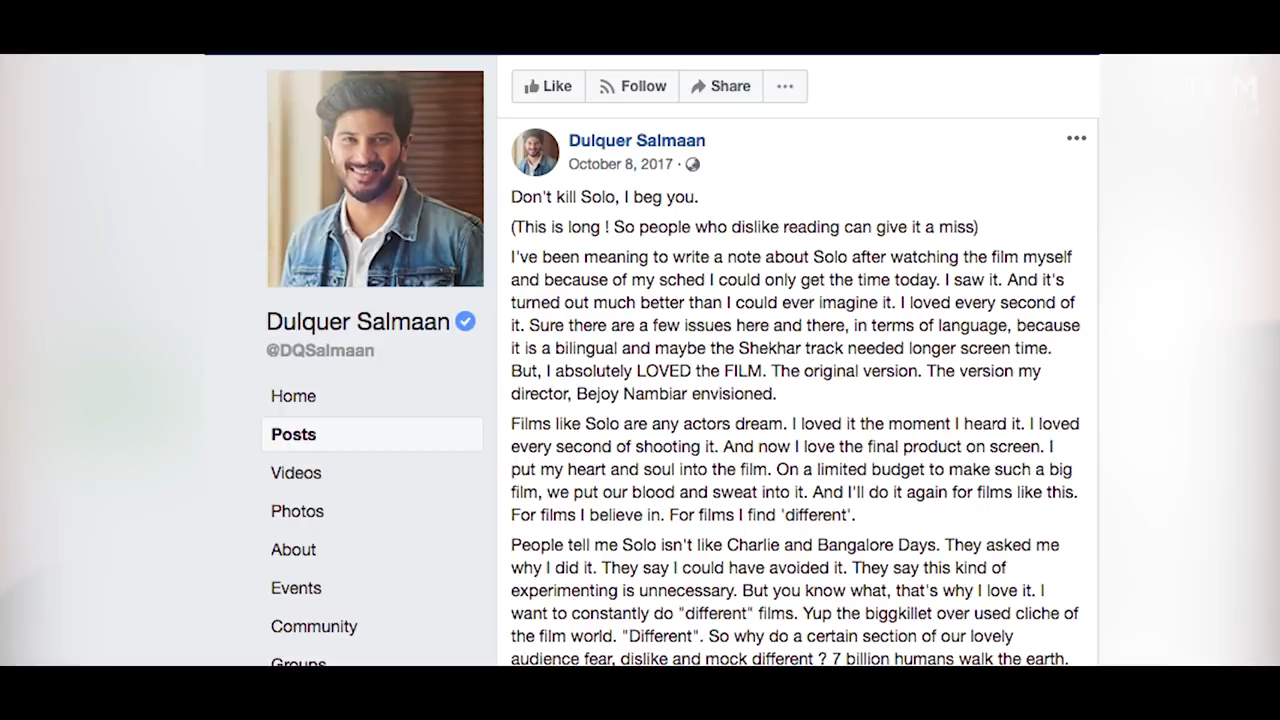 Like
Follow
Share
Dulquer Salmaan
October 8, 2017 ·
Don't kill Solo, I beg you.
(This is long ! So people who dislike reading can give it a miss)
I've been meaning to write a note about Solo after watching the film myself
and because of my sched I could only get the time today. I saw it. And it's
turned out much better than I could ever imagine it. I loved every second of
it. Sure there are a few issues here and there, in terms of language, because
it is a bilingual and maybe the Shekhar track needed longer screen time.
But, I absolutely LOVED the FILM. The original version. The version my
director, Bejoy Nambiar envisioned.
Films like Solo are any actors dream. I loved it the moment I heard it. I loved
every second of shooting it. And now I love the final product on screen. I
put my heart and soul into the film. On a limited budget to make such a big
film, we put our blood and sweat into it. And I'll do it again for films like this.
For films I believe in. For films I find 'different'.
People tell me Solo isn't like Charlie and Bangalore Days. They asked me
why I did it. They say I could have avoided it. They say this kind of
experimenting is unnecessary. But you know what, that's why I love it. I
want to constantly do "different" films. Yup the biggkillet over used cliche of
the film world. "Different". So why do a certain section of our lovely
audience fear, dislike and mock different ? 7 billion humans walk the earth.
Dulquer Salmaan
@DQSalmaan
Home
Posts
Videos
Photos
About
Events
Community
Groups